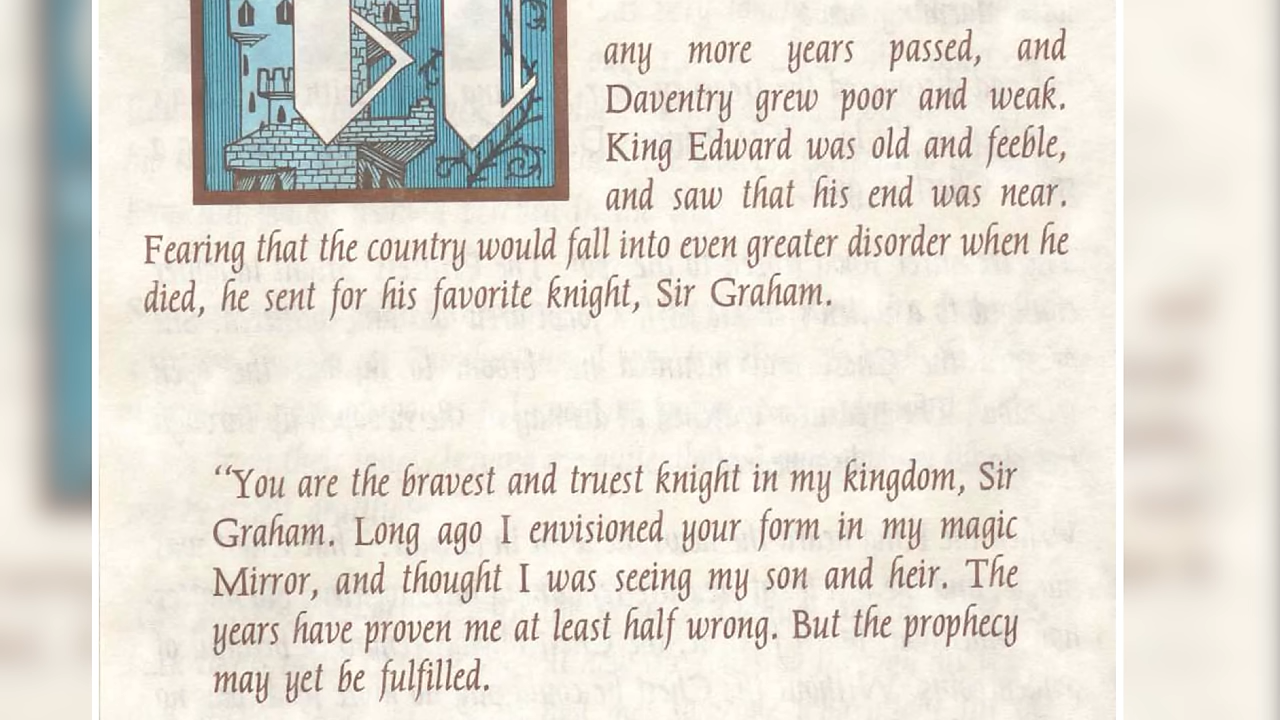 any more years passed, and
Daventry grew poor and weak.
King Edward was old and feeble,
and saw that his end was near.
Fearing that the country would fall into even greater disorder when he
died, he sent for his favorite knight, Sir Graham.
“You are the bravest and truest knight in my kingdom, Sir
Graham. Long ago I envisioned your form in my magic
Mirror, and thought I was seeing my son and heir. The
years have proven me at least half wrong. But the prophecy
may yet be fulfilled.